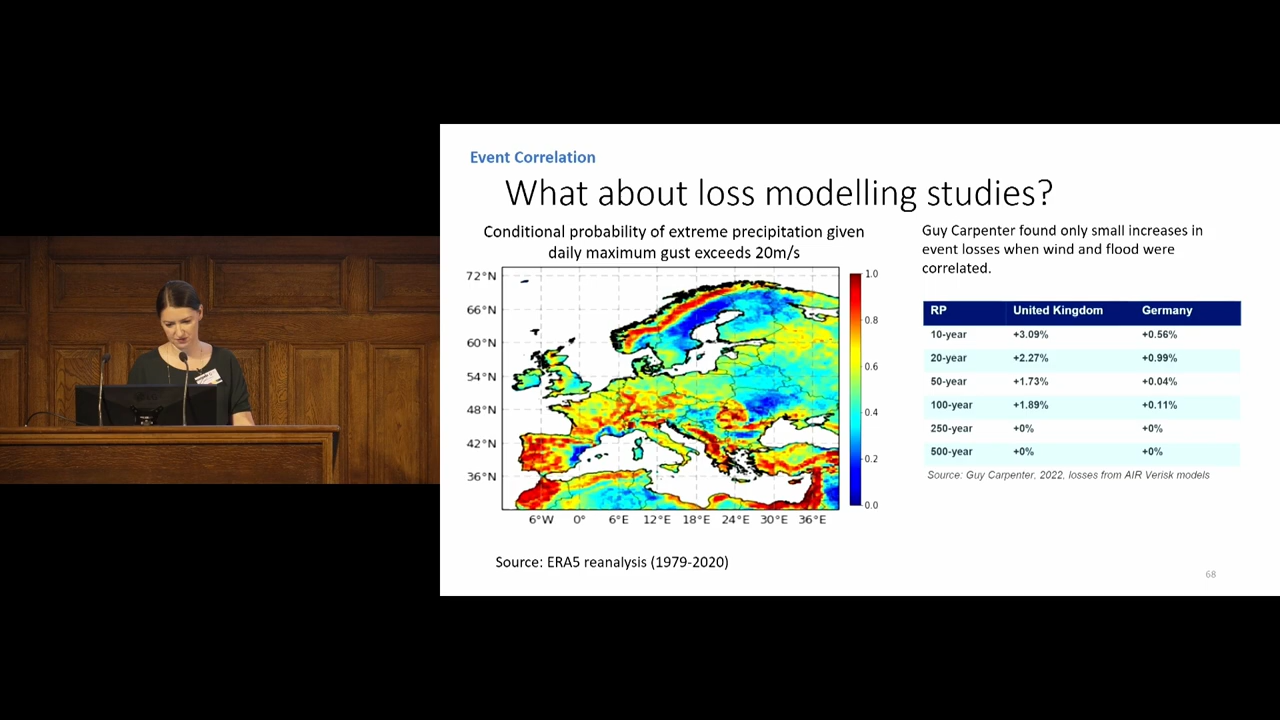 Event Correlation
What about loss modelling studies?
Conditional probability of extreme precipitation given
daily maximum gust exceeds 20m/s
72°N
66°N
60°N
54°N
48°N
42°N
36°N
6°W 0° 6°E 12°E 18°E 24°E 30°E 36°E
1.0
0.8
0.6
0.4
0.2
0.0
Source: ERA5 reanalysis (1979-2020)
Guy Carpenter found only small increases in
event losses when wind and flood were
correlated.
RP United Kingdom Germany
10-year +3.09% +0.56%
20-year +2.27% +0.99%
50-year +1.73% +0.04%
100-year +1.89% +0.11%
250-year +0% +0%
500-year +0% +0%
Source: Guy Carpenter, 2022, losses from AIR Verisk models
68